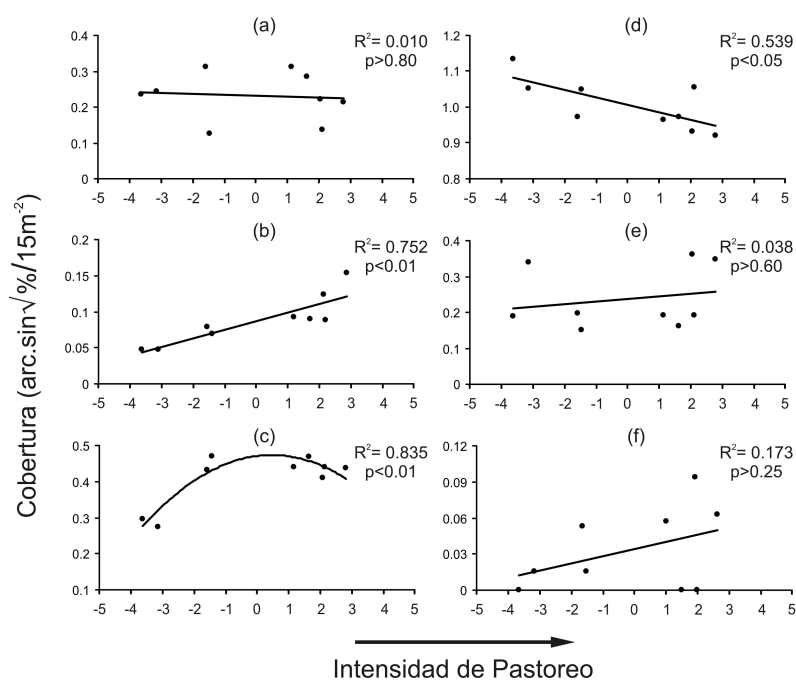 Cobertura (arc.sin√%/15m⁻²)
(a)
R²= 0.010
p>0.80
0.4
0.3
0.2
0.1
0
-5 -4 -3 -2 -1 0 1 2 3 4 5
(d)
R²= 0.539
p<0.05
1.2
1.1
1.0
0.9
0.8
-5 -4 -3 -2 -1 0 1 2 3 4 5
(b)
R²= 0.752
p<0.01
0.2
0.15
0.1
0.05
0
-5 -4 -3 -2 -1 0 1 2 3 4 5
(e)
R²= 0.038
p>0.60
0.4
0.3
0.2
0.1
0
-5 -4 -3 -2 -1 0 1 2 3 4 5
(c)
R²= 0.835
p<0.01
0.5
0.4
0.3
0.2
0.1
-5 -4 -3 -2 -1 0 1 2 3 4 5
(f)
R²= 0.173
p>0.25
0.12
0.09
0.06
0.03
0
-5 -4 -3 -2 -1 0 1 2 3 4 5
Intensidad de Pastoreo